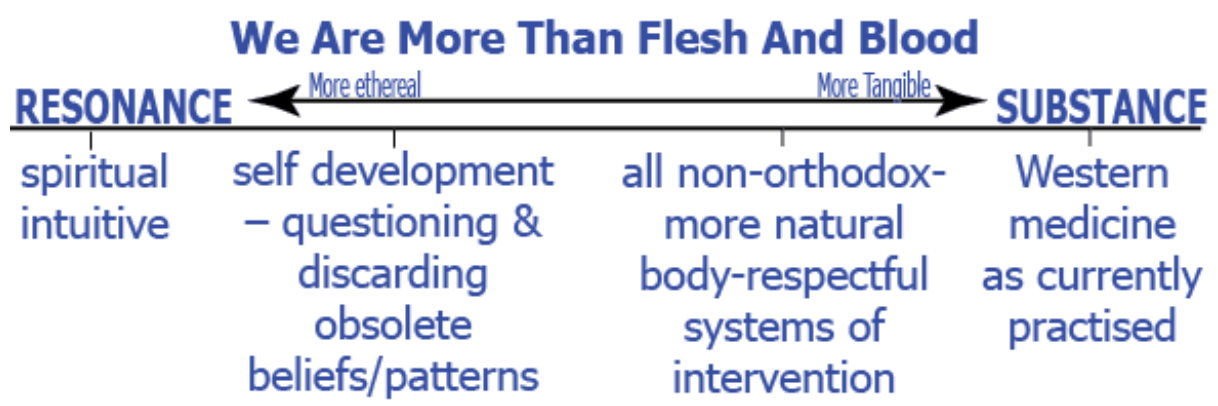 We Are More Than Flesh And Blood
More ethereal
More Tangible
RESONANCE
SUBSTANCE
spiritual
intuitive
self development
– questioning &
discarding
obsolete
beliefs/patterns
all non-orthodox-
more natural
body-respectful
systems of
intervention
Western
medicine
as currently
practised